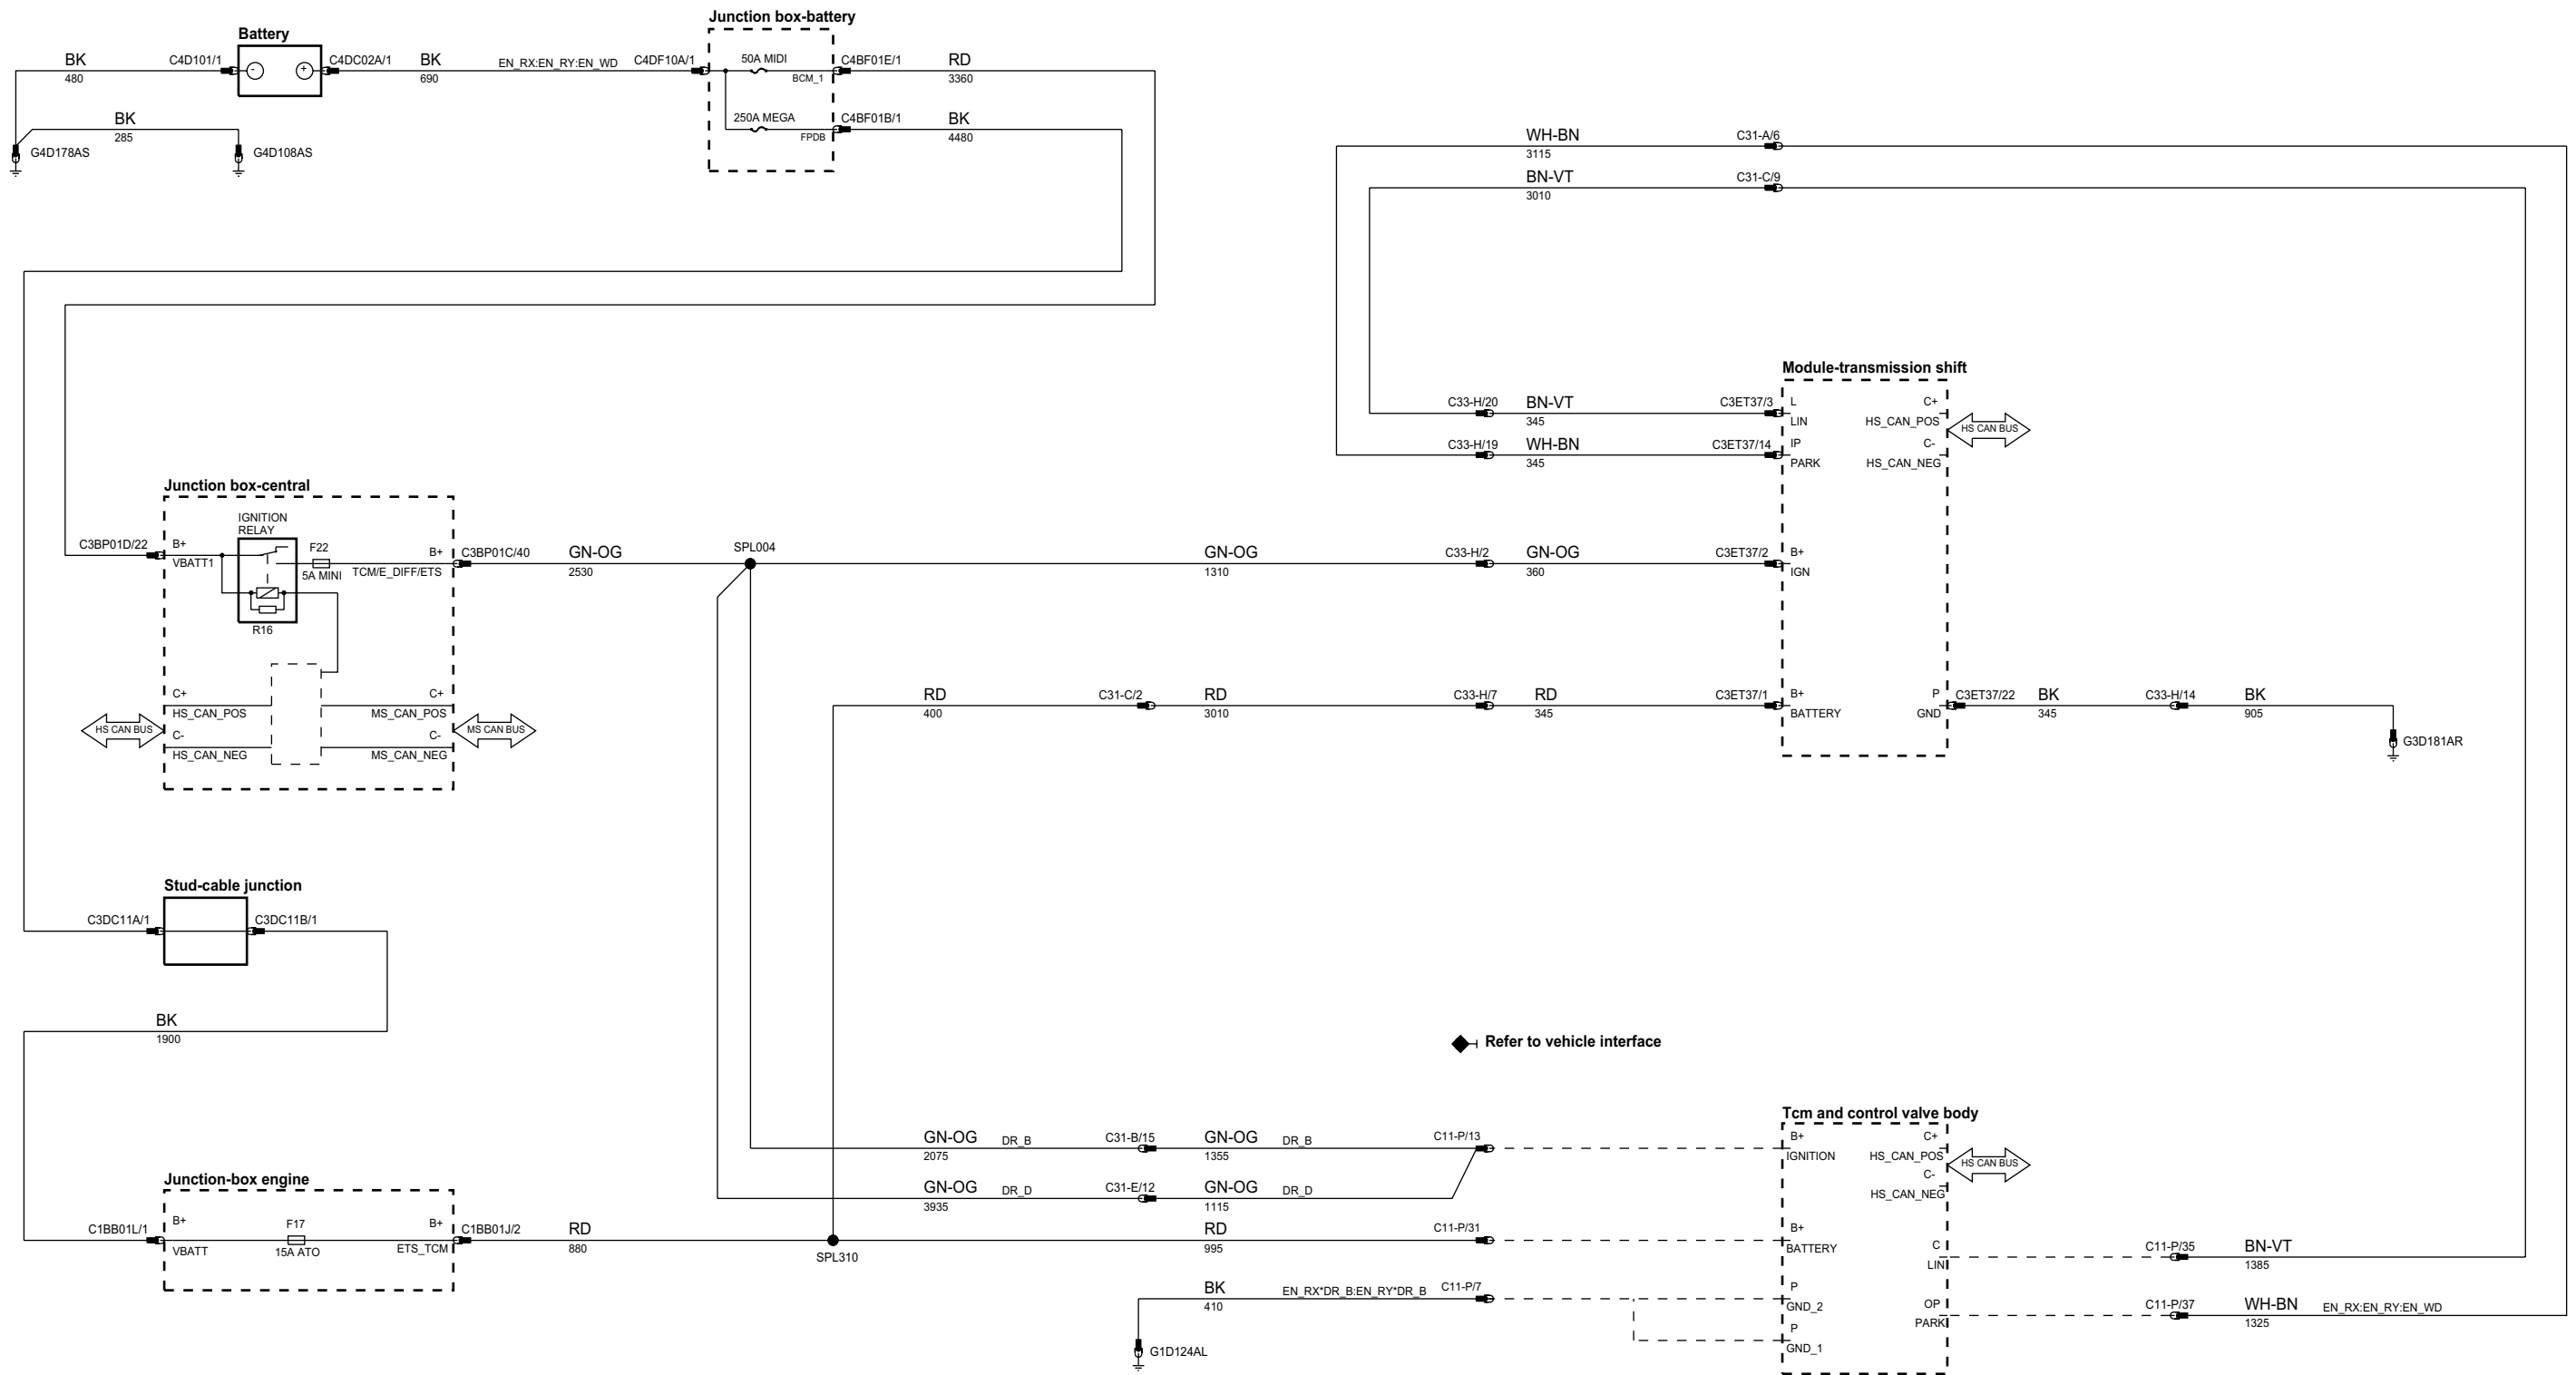 Junction box-battery
Battery
BK
480
C4D101/1
-
+
C4DC02A/1
BK
690
EN_RX:EN_RY:EN_WD
C4DF10A/1
50A MIDI
BCM_1
C4BF01E/1
RD
3360
BK
285
G4D178AS
G4D108AS
250A MEGA
FPDB
C4BF01B/1
BK
4480
WH-BN
3115
C31-A/6
BN-VT
3010
C31-C/9
Module-transmission shift
C33-H/20
BN-VT
345
C3ET37/3
L
LIN
C+
HS_CAN_POS
HS CAN BUS
C33-H/19
WH-BN
345
C3ET37/14
IP
PARK
C-
HS_CAN_NEG
Junction box-central
IGNITION
RELAY
C3BP01D/22
B+
VBATT1
F22
5A MINI
B+
TCM/E_DIFF/ETS
C3BP01C/40
GN-OG
2530
SPL004
GN-OG
1310
C33-H/2
GN-OG
360
C3ET37/2
B+
IGN
R16
C+
HS_CAN_POS
C+
MS_CAN_POS
HS CAN BUS
MS CAN BUS
C-
HS_CAN_NEG
C-
MS_CAN_NEG
RD
400
C31-C/2
RD
3010
C33-H/7
RD
345
C3ET37/1
B+
BATTERY
P
GND
C3ET37/22
BK
345
C33-H/14
BK
905
G3D181AR
Stud-cable junction
C3DC11A/1
C3DC11B/1
BK
1900
Refer to vehicle interface
Tcm and control valve body
GN-OG
2075
DR_B
C31-B/15
GN-OG
1355
DR_B
C11-P/13
B+
IGNITION
C+
HS_CAN_POS
HS CAN BUS
C-
HS_CAN_NEG
GN-OG
3935
DR_D
C31-E/12
GN-OG
1115
DR_D
Junction-box engine
C1BB01L/1
B+
VBATT
F17
15A ATO
B+
ETS_TCM
C1BB01J/2
RD
880
SPL310
RD
995
C11-P/31
B+
BATTERY
C
LIN
C11-P/35
BN-VT
1385
BK
410
EN_RX*DR_B:EN_RY*DR_B
C11-P/7
P
GND_2
OP
PARK
C11-P/37
WH-BN
1325
EN_RX:EN_RY:EN_WD
P
GND_1
G1D124AL